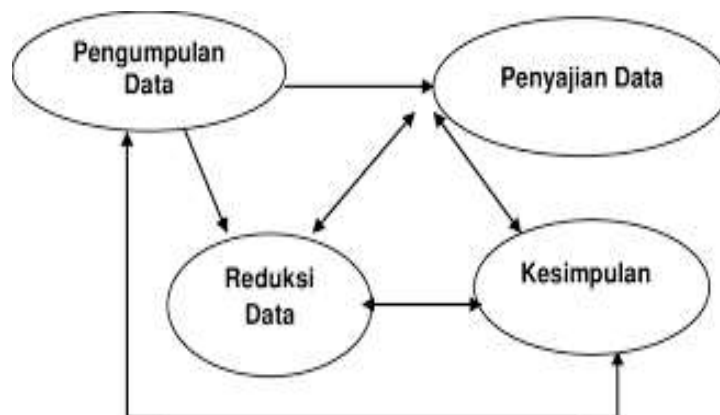 Pengumpulan
Data
Penyajian Data
Reduksi
Data
Kesimpulan